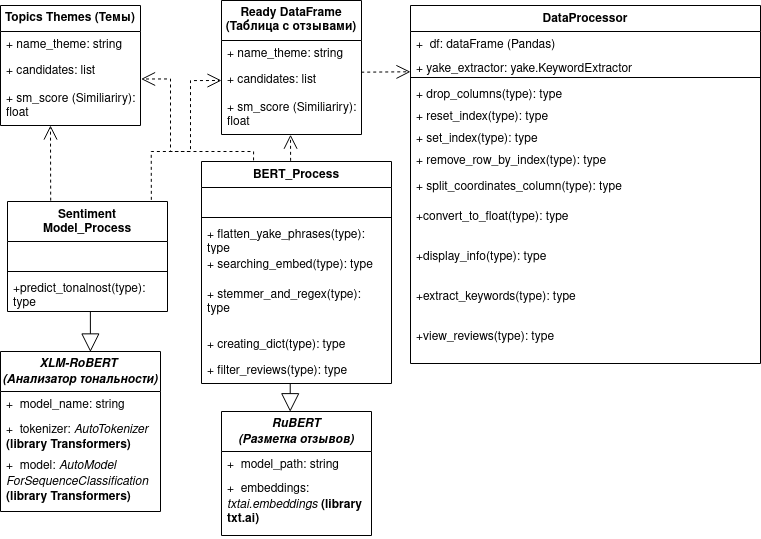 Topics Themes (Темы)
+ name_theme: string
+ candidates: list
+ sm_score (Similiariry):
float
Ready DataFrame
(Таблица с отзывами)
+ name_theme: string
+ candidates: list
+ sm_score (Similiariry):
float
DataProcessor
+ df: dataFrame (Pandas)
+ yake_extractor: yake.KeywordExtractor
+ drop_columns(type): type
+ reset_index(type): type
+ set_index(type): type
+ remove_row_by_index(type): type
+ split_coordinates_column(type): type
+convert_to_float(type): type
+display_info(type): type
+extract_keywords(type): type
+view_reviews(type): type
Sentiment
Model_Process
+predict_tonalnost(type):
type
BERT_Process
+ flatten_yake_phrases(type):
type
+ searching_embed(type): type
+ stemmer_and_regex(type):
type
+ creating_dict(type): type
+ filter_reviews(type): type
XLM-RoBERT
(Анализатор тональности)
+ model_name: string
+ tokenizer: AutoTokenizer
(library Transformers)
+ model: AutoModel
ForSequenceClassification
(library Transformers)
RuBERT
(Разметка отзывов)
+ model_path: string
+ embeddings:
txtai.embeddings (library
txt.ai)